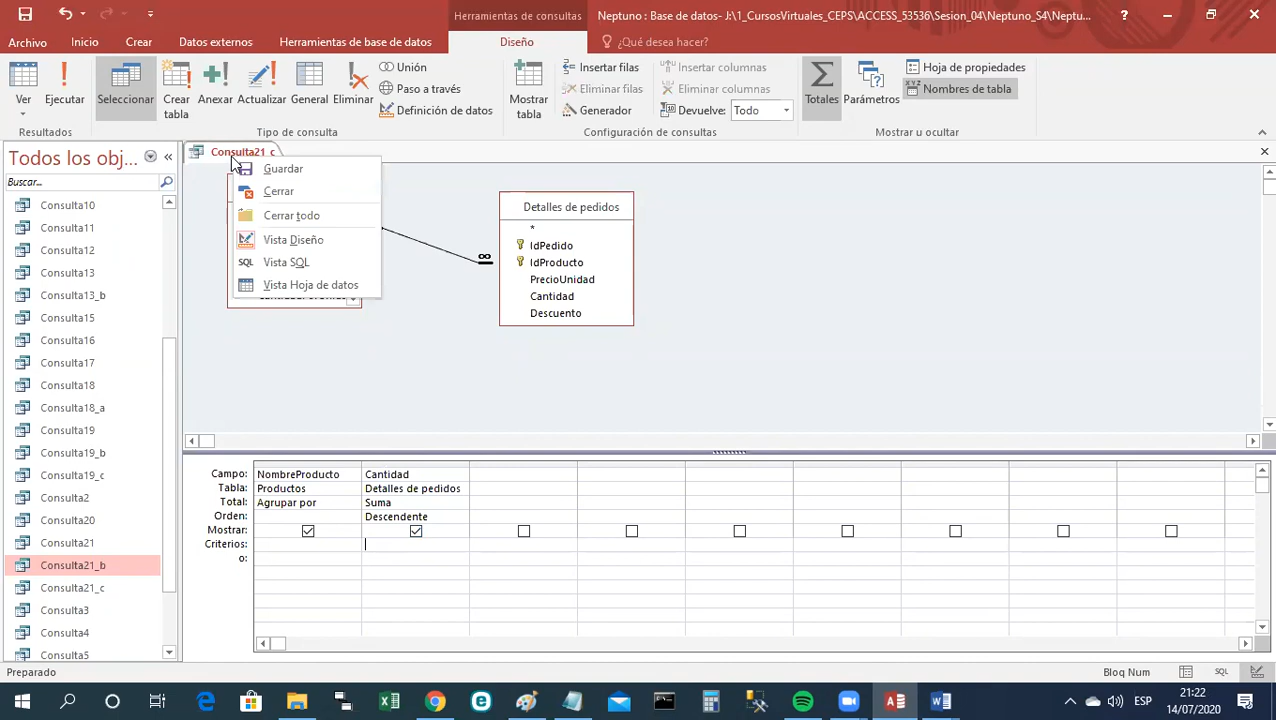 Herramientas de consultas
Neptuno : Base de datos- J:\1_CursosVirtuales_CEPS\ACCESS_53536\Sesion_04\Neptuno_S4\Neptu...
Archivo
Inicio
Crear
Datos externos
Herramientas de base de datos
Diseño
¿Qué desea hacer?
Ver
Ejecutar
Seleccionar
Crear tabla
Anexar
Actualizar
General
Eliminar
Unión
Paso a través
Definición de datos
Mostrar tabla
Insertar filas
Eliminar filas
Generador
Insertar columnas
Eliminar columnas
Devuelve: Todo
Totales
Parámetros
Hoja de propiedades
Nombres de tabla
Resultados
Tipo de consulta
Configuración de consultas
Mostrar u ocultar
Todos los obj...
Buscar...
Consulta10
Consulta11
Consulta12
Consulta13
Consulta13_b
Consulta15
Consulta16
Consulta17
Consulta18
Consulta18_a
Consulta19
Consulta19_b
Consulta19_c
Consulta2
Consulta20
Consulta21
Consulta21_b
Consulta21_c
Consulta3
Consulta4
Consulta5
Consulta21_c
Guardar
Cerrar
Cerrar todo
Vista Diseño
SQL Vista SQL
Vista Hoja de datos
Detalles de pedidos
*
IdPedido
IdProducto
PrecioUnidad
Cantidad
Descuento
Campo: NombreProducto Cantidad
Tabla: Productos Detalles de pedidos
Total: Agrupar por Suma
Orden: Descendente
Mostrar:
Criterios:
o:
Preparado
Bloq Num
SQL
ESP
21:22
14/07/2020